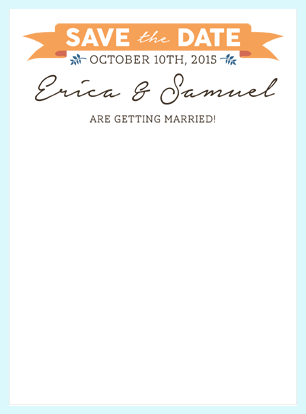 SAVE the DATE
OCTOBER 10TH, 2015
Erica & Samuel
ARE GETTING MARRIED!